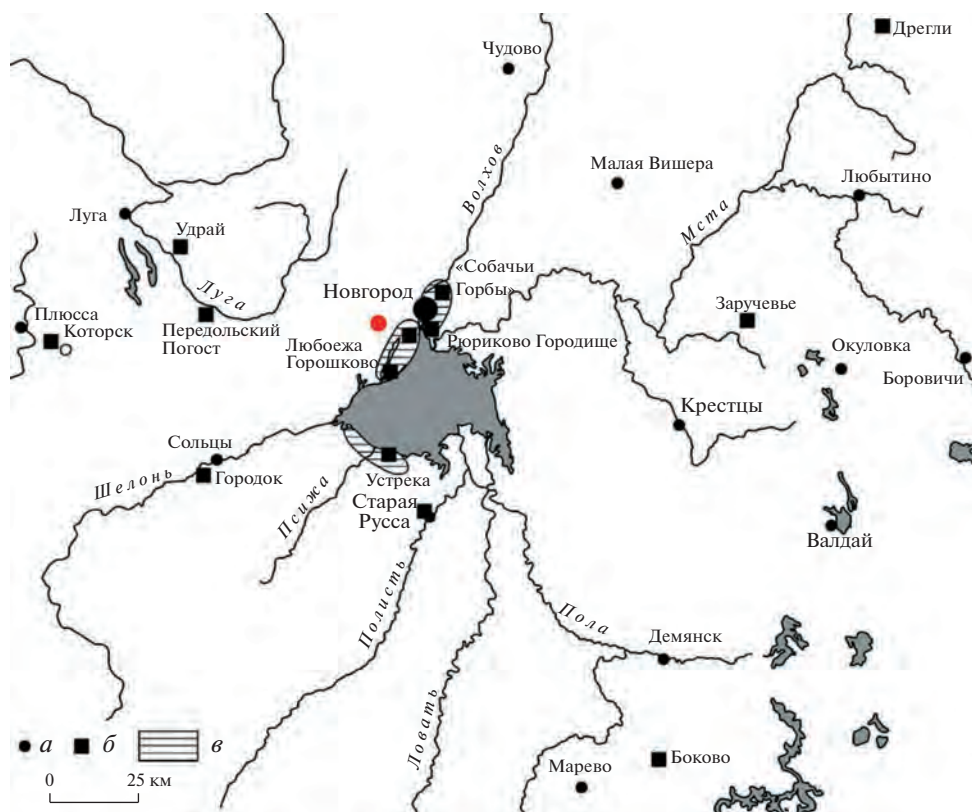 Дрегли
Чудово
Волхов
Малая Вишера
Любытино
Мста
Луга
Удрай
Луга
«Собачьи
Горбы»
Новгород
Заручевье
Плюсса
Которск
Передольский
Погост
Любоежа
Горошково
Рюриково Городище
Окуловка
Боровичи
Крестцы
Сольцы
Шелонь
Городок
Псижа
Устрека
Старая
Русса
Валдай
Полисть
Пола
Демянск
Ловать
Марево
Боково
а б в
0 25 км